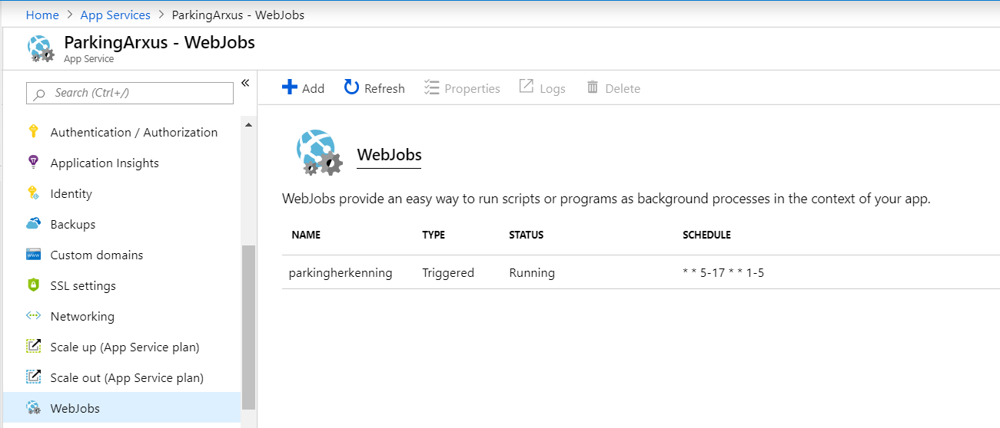 Home > App Services > ParkingArxus - WebJobs
ParkingArxus - WebJobs
App Service
Search (Ctrl+/)
«
Authentication / Authorization
Application Insights
Identity
Backups
Custom domains
SSL settings
Networking
Scale up (App Service plan)
Scale out (App Service plan)
WebJobs
Add Refresh Properties Logs Delete
WebJobs
WebJobs provide an easy way to run scripts or programs as background processes in the context of your app.
NAME TYPE STATUS SCHEDULE
parkingherkenning Triggered Running * * 5-17 * * 1-5